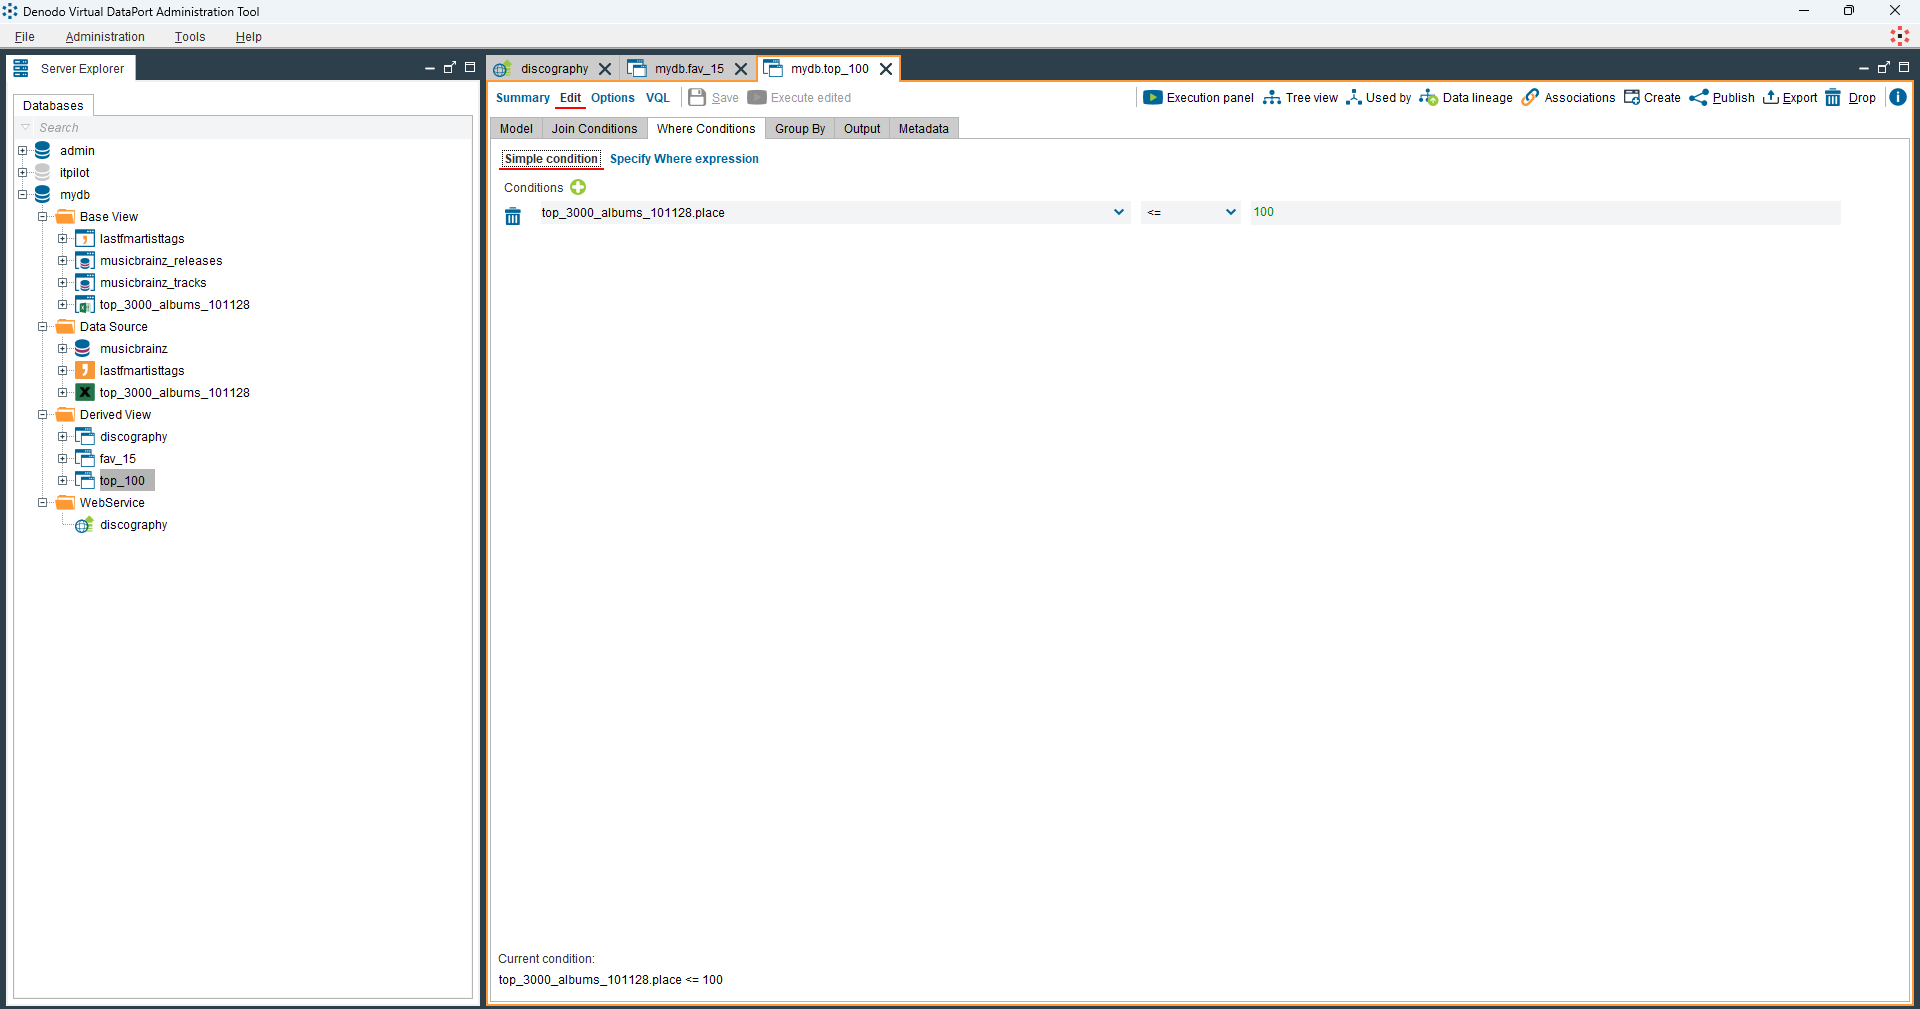 Denodo Virtual DataPort Administration Tool
File Administration Tools Help
Server Explorer
Databases
Search
admin
itpilot
mydb
Base View
lastfmartisttags
musicbrainz_releases
musicbrainz_tracks
top_3000_albums_101128
Data Source
musicbrainz
lastfmartisttags
top_3000_albums_101128
Derived View
discography
fav_15
top_100
WebService
discography
discography mydb.fav_15 mydb.top_100
Summary Edit Options VQL Save Execute edited Execution panel Tree view Used by Data lineage Associations Create Publish Export Drop
Model Join Conditions Where Conditions Group By Output Metadata
Simple condition Specify Where expression
Conditions
top_3000_albums_101128.place <= 100
Current condition:
top_3000_albums_101128.place <= 100